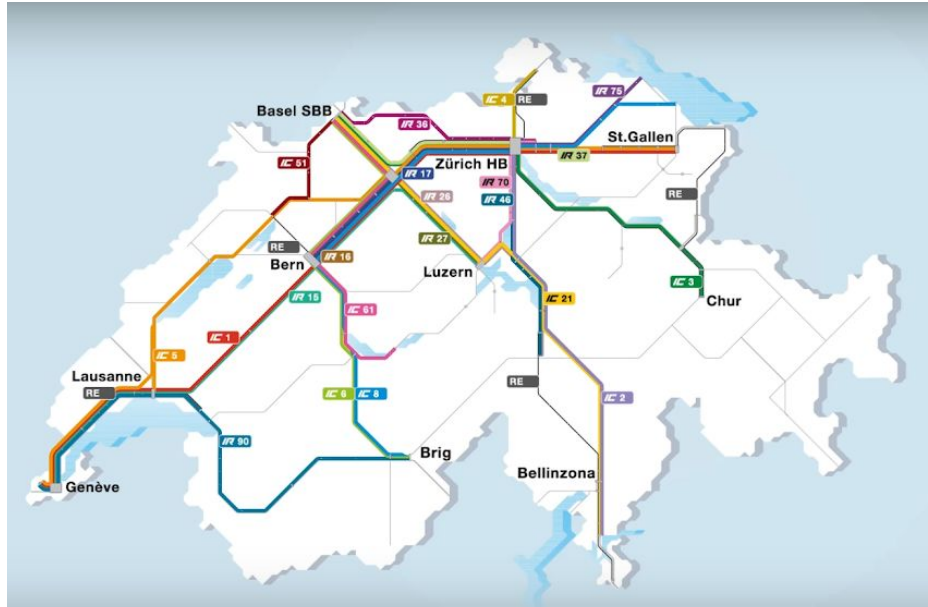 IR 75
IC 4
RE
Basel SBB
IR 36
St.Gallen
IR 37
Zürich HB
IC 51
IR 17
IR 70
IR 26
IR 46
RE
IR 27
RE
Bern
IR 16
Luzern
IC 3
Chur
IR 15
IC 61
IC 21
IC 1
IC 5
Lausanne
RE
RE
IC 6
IC 8
IC 2
IR 90
Brig
Bellinzona
Genève